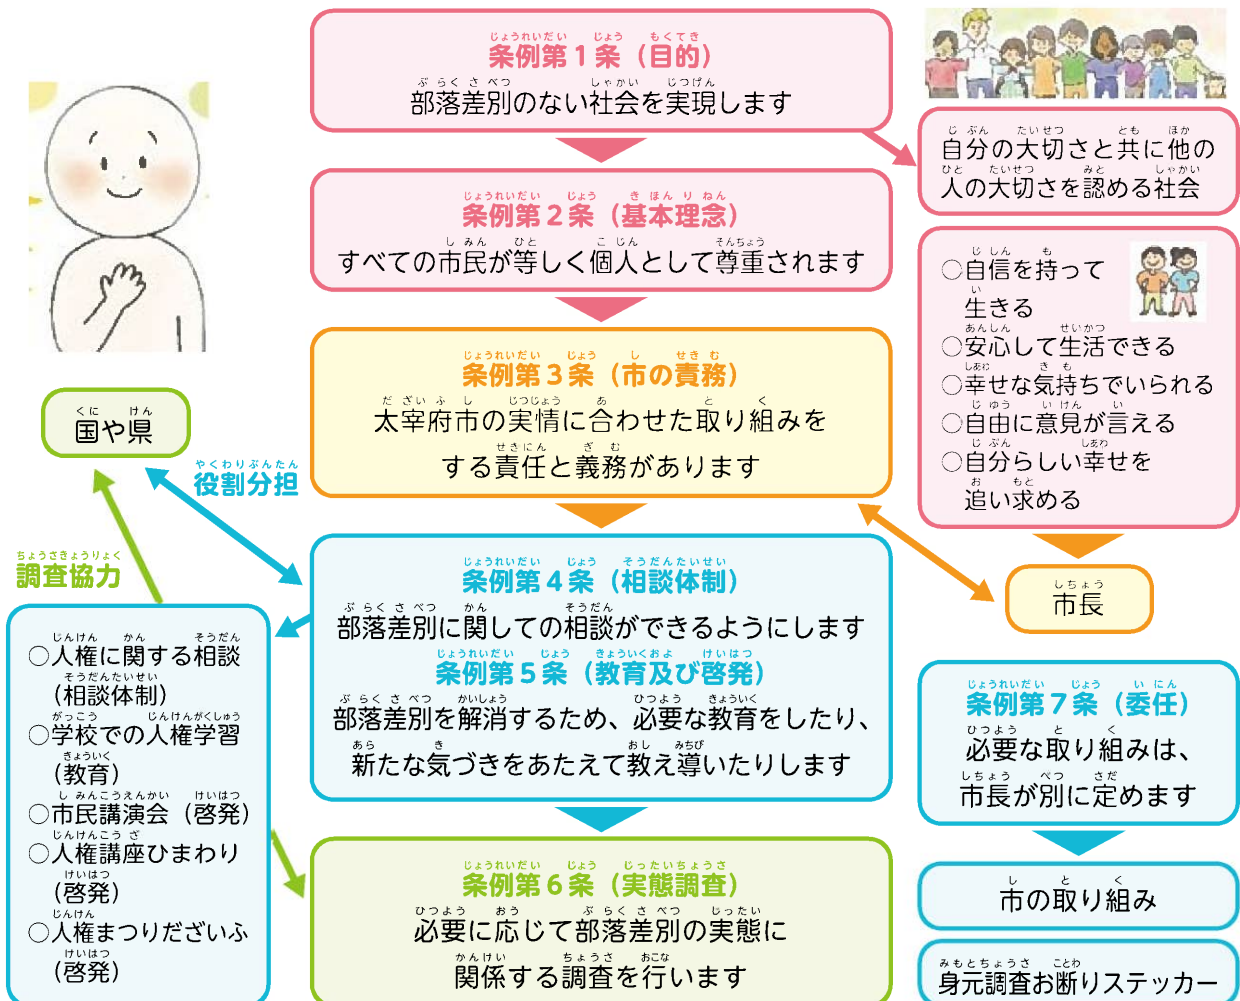 条例第１条（目的）
部落差別のない社会を実現します
条例第２条（基本理念）
すべての市民が等しく個人として尊重されます
条例第３条（市の責務）
太宰府市の実情に合わせた取り組みを
する責任と義務があります
条例第４条（相談体制）
部落差別に関しての相談ができるようにします
条例第５条（教育及び啓発）
部落差別を解消するため、必要な教育をしたり、
新たな気づきをあたえて教え導いたりします
条例第６条（実態調査）
必要に応じて部落差別の実態に
関係する調査を行います
国や県
役割分担
調査協力
○人権に関する相談
（相談体制）
○学校での人権学習
（教育）
○市民講演会（啓発）
○人権講座ひまわり
（啓発）
○人権まつりだざいふ
（啓発）
自分の大切さと共に他の
人の大切さを認める社会
○自信を持って
生きる
○安心して生活できる
○幸せな気持ちでいられる
○自由に意見が言える
○自分らしい幸せを
追い求める
市長
条例第７条（委任）
必要な取り組みは、
市長が別に定めます
市の取り組み
身元調査お断りステッカー